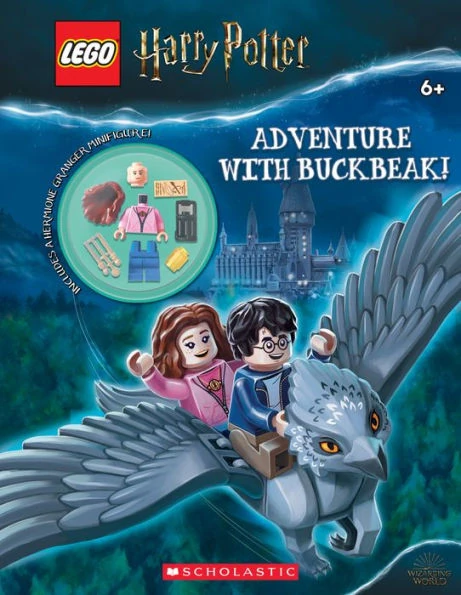 LEGO
Harry Potter
6+
ADVENTURE
WITH BUCKBEAK!
INCLUDES A HERMIONE GRANGER MINIFIGURE!
SCHOLASTIC
WIZARDING
WORLD